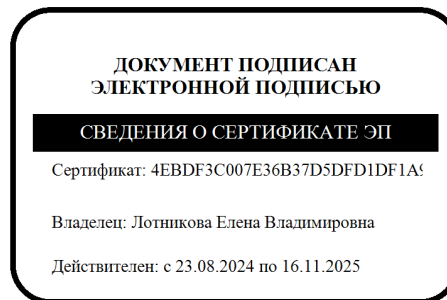 ДОКУМЕНТ ПОДПИСАН
ЭЛЕКТРОННОЙ ПОДПИСЬЮ
СВЕДЕНИЯ О СЕРТИФИКАТЕ ЭП
Сертификат: 4EBDF3C007E36B37D5DFD1DF1A9
Владелец: Лотникова Елена Владимировна
Действителен: с 23.08.2024 по 16.11.2025